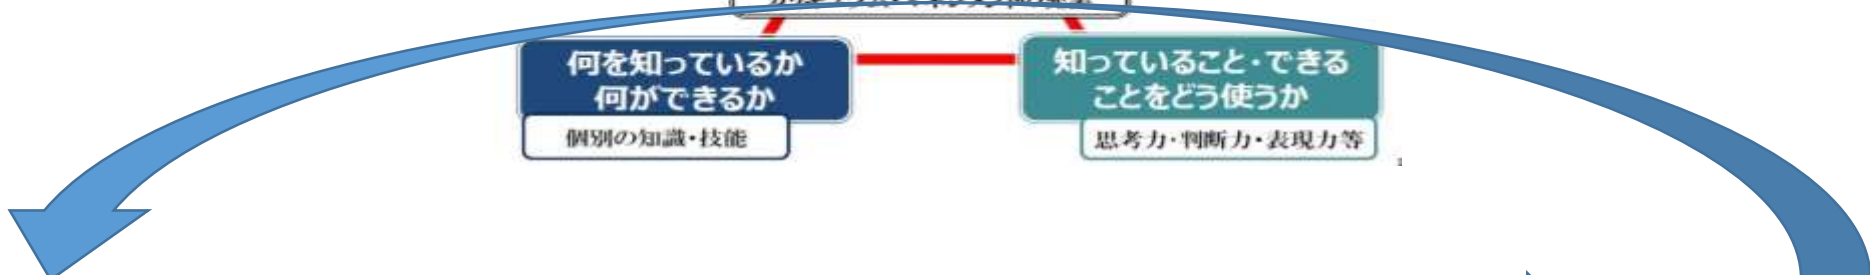 何を知っているか
何ができるか
知っていること・できる
ことをどう使うか
個別の知識・技能
思考力・判断力・表現力等